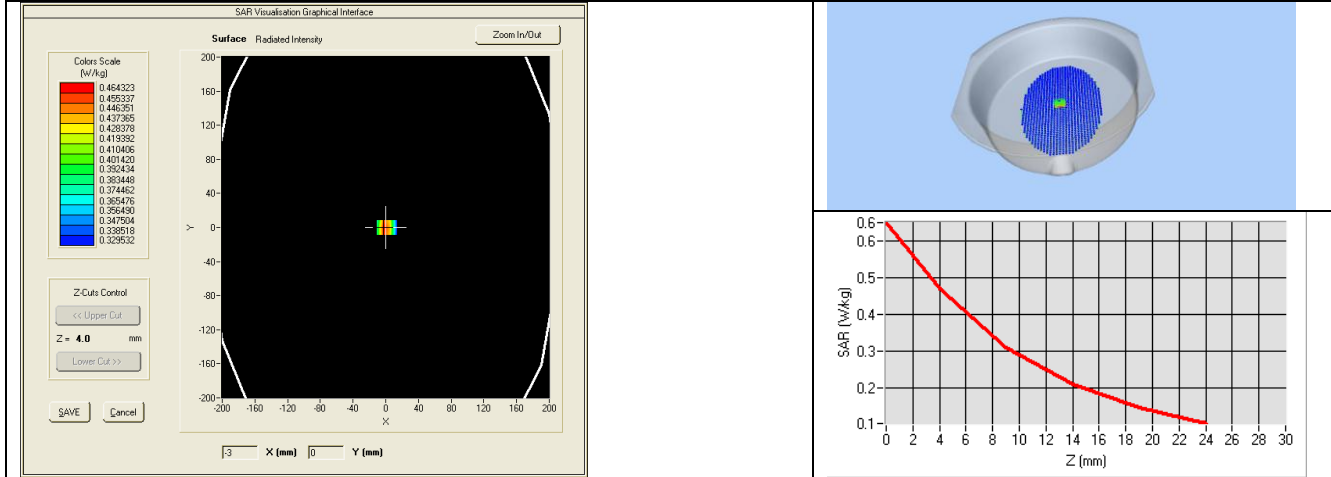 SAR Visualisation Graphical Interface
Surface Radiated Intensity
Zoom In/Out
Colors Scale
(W/kg)
0.464323
0.455337
0.446351
0.437365
0.428378
0.419392
0.410406
0.401420
0.392434
0.383448
0.374462
0.365476
0.356490
0.347504
0.338518
0.329532
Z-Cuts Control
<< Upper Cut
Z = 4.0 mm
Lower Cut >>
SAVE Cancel
200
160
120
80
40
0
-40
-80
-120
-160
-200
Y
-200 -160 -120 -80 -40 0 40 80 120 160 200
X
-3 X (mm) 0 Y (mm)
0.6
0.6
0.5
0.4
0.3
0.2
0.1
SAR (W/kg)
0 2 4 6 8 10 12 14 16 18 20 22 24 26 28 30
Z (mm)